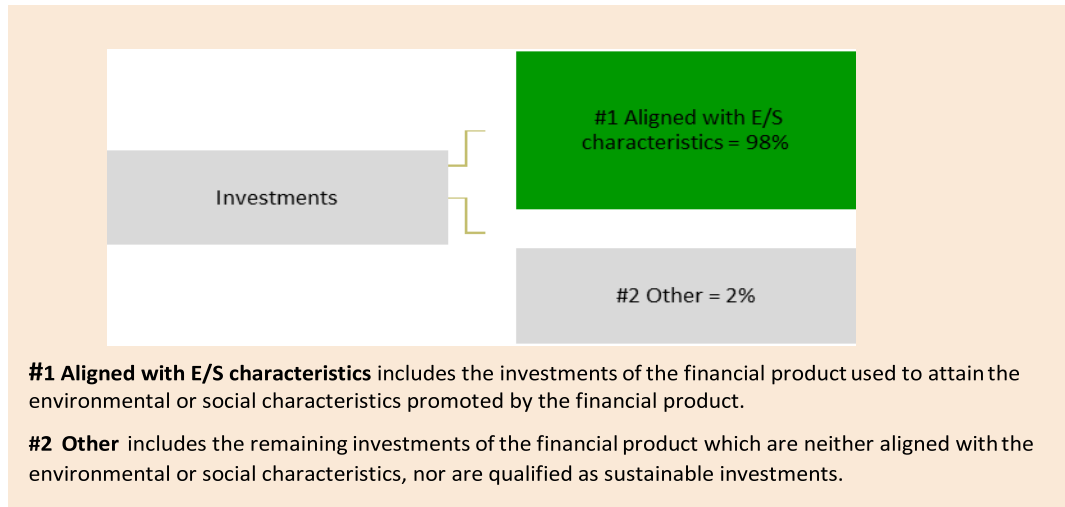 #1 Aligned with E/S
characteristics = 98%
Investments
#2 Other = 2%
#1 Aligned with E/S characteristics includes the investments of the financial product used to attain the
environmental or social characteristics promoted by the financial product.
#2 Other includes the remaining investments of the financial product which are neither aligned with the
environmental or social characteristics, nor are qualified as sustainable investments.